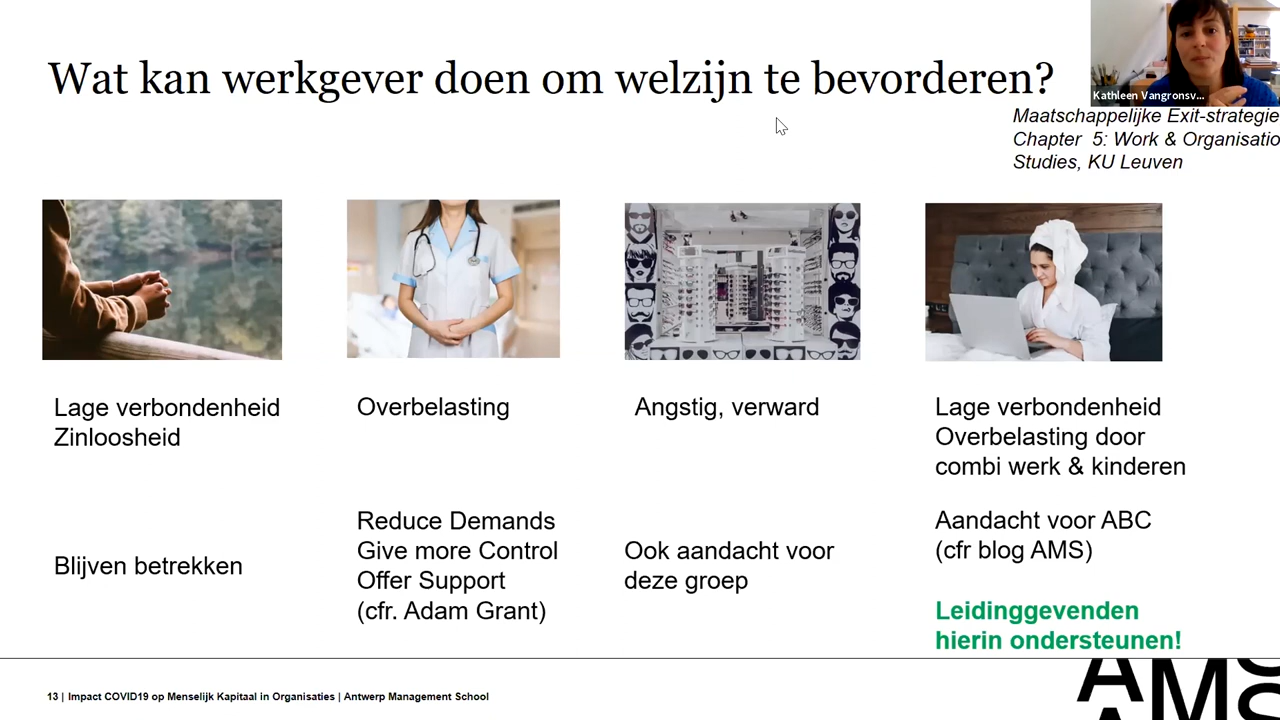 Wat kan werkgever doen om welzijn te bevorderen?
Kathleen Vangronsv...
Maatschappelijke Exit-strategie
Chapter 5: Work & Organisatio
Studies, KU Leuven
Lage verbondenheid
Zinloosheid
Blijven betrekken
Overbelasting
Reduce Demands
Give more Control
Offer Support
(cfr. Adam Grant)
Angstig, verward
Ook aandacht voor
deze groep
Lage verbondenheid
Overbelasting door
combi werk & kinderen
Aandacht voor ABC
(cfr blog AMS)
Leidinggevenden
hierin ondersteunen!
13 | Impact COVID19 op Menselijk Kapitaal in Organisaties | Antwerp Management School
AMS